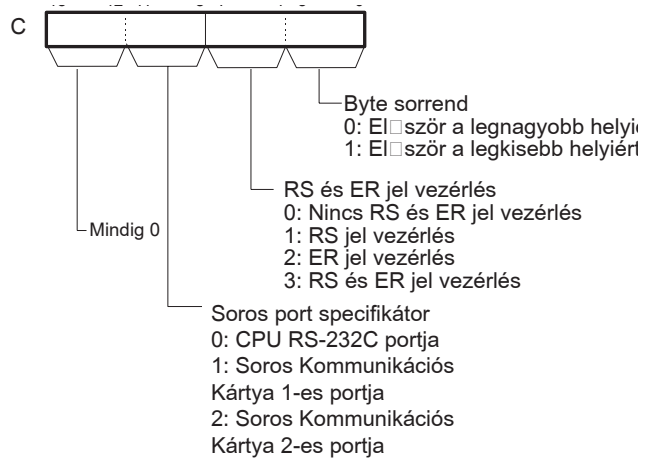 C
Byte sorrend
0: El□ször a legnagyobb
1: El□ször a legkisebb
RS és ER jel vezérlés
0: Nincs RS és ER jel vezérlés
1: RS jel vezérlés
2: ER jel vezérlés
3: RS és ER jel vezérlés
Mindig 0
Soros port specifikátor
0: CPU RS-232C portja
1: Soros Kommunikációs
Kártya 1-es portja
2: Soros Kommunikációs
Kártya 2-es portja